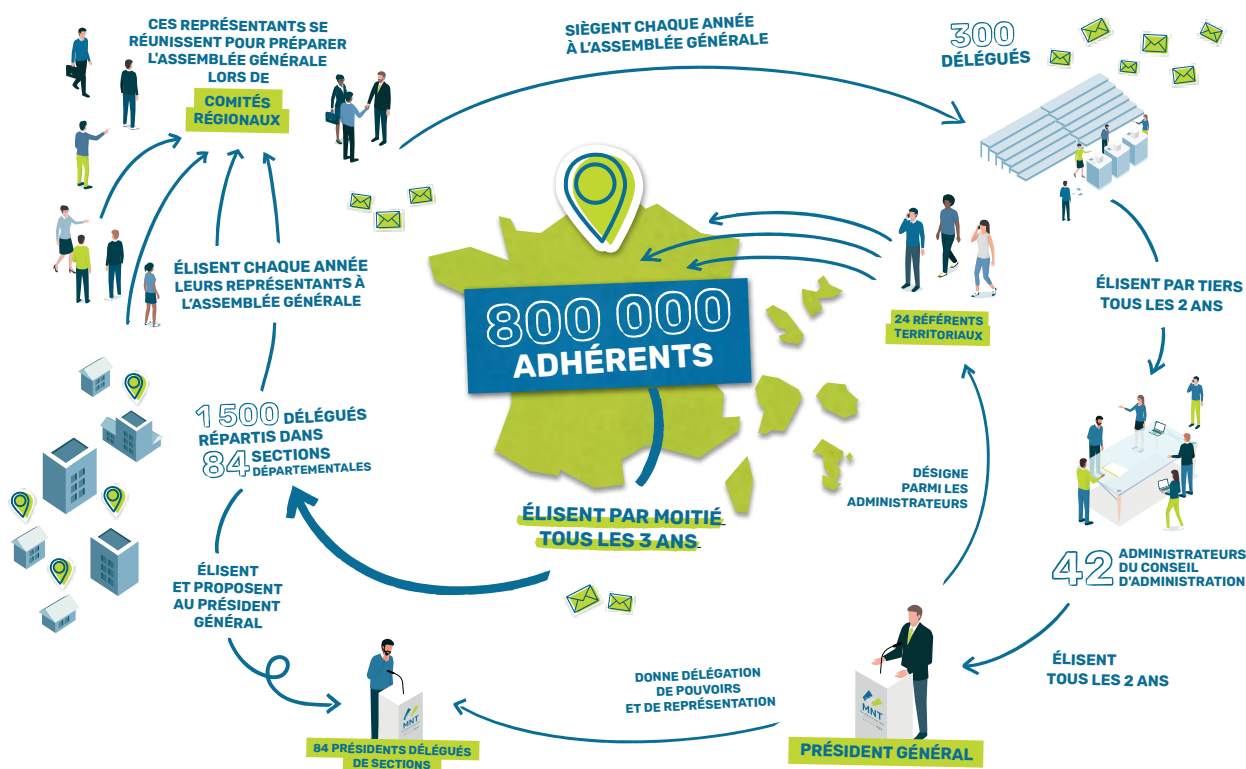 CES REPRÉSENTANTS SE
RÉUNISSENT POUR PRÉPARER
L'ASSEMBLÉE GÉNÉRALE
LORS DE
COMITÉS
RÉGIONAUX
SIÈGENT CHAQUE ANNÉE
À L'ASSEMBLÉE GÉNÉRALE
300
DÉLÉGUÉS
ÉLISENT CHAQUE ANNÉE
LEURS REPRÉSENTANTS À
L'ASSEMBLÉE GÉNÉRALE
800 000
ADHÉRENTS
24 RÉFÉRENTS
TERRITORIAUX
ÉLISENT PAR TIERS
TOUS LES 2 ANS
1 500 DÉLÉGUÉS
RÉPARTIS DANS
84 SECTIONS
DÉPARTEMENTALES
ÉLISENT PAR MOITIÉ
TOUS LES 3 ANS
DÉSIGNE
PARMI LES
ADMINISTRATEURS
42 ADMINISTRATEURS
DU CONSEIL
D'ADMINISTRATION
ÉLISENT
ET PROPOSENT
AU PRÉSIDENT
GÉNÉRAL
ÉLISENT
TOUS LES 2 ANS
DONNE DÉLÉGATION
DE POUVOIRS
ET DE REPRÉSENTATION
MNT
MNT
84 PRÉSIDENTS DÉLÉGUÉS
DE SECTIONS
PRÉSIDENT GÉNÉRAL